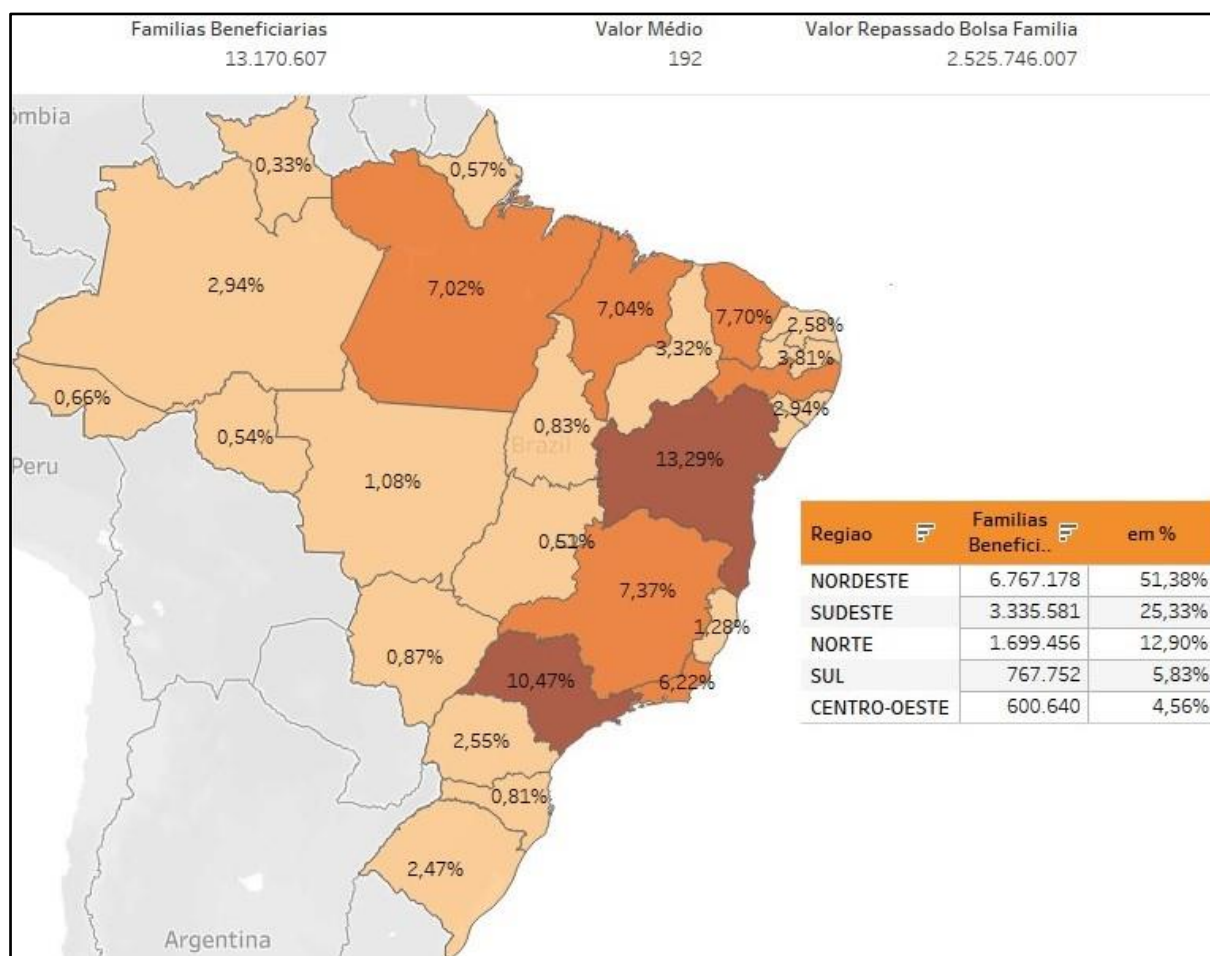 Familias Beneficiarias Valor Médio Valor Repassado Bolsa Familia
13.170.607 192 2.525.746.007
ômbia
0,33%
0,57%
2,94%
7,02%
7,04%
7,70%
2,58%
3,32%
3,81%
0,66%
0,54%
0,83%
2,94%
Brazil
Peru
1,08%
13,29%
0,51%
7,37%
1,28%
0,87%
10,47%
6,22%
2,55%
0,81%
2,47%
Argentina
Regiao Familias Benefici.. em %
NORDESTE 6.767.178 51,38%
SUDESTE 3.335.581 25,33%
NORTE 1.699.456 12,90%
SUL 767.752 5,83%
CENTRO-OESTE 600.640 4,56%